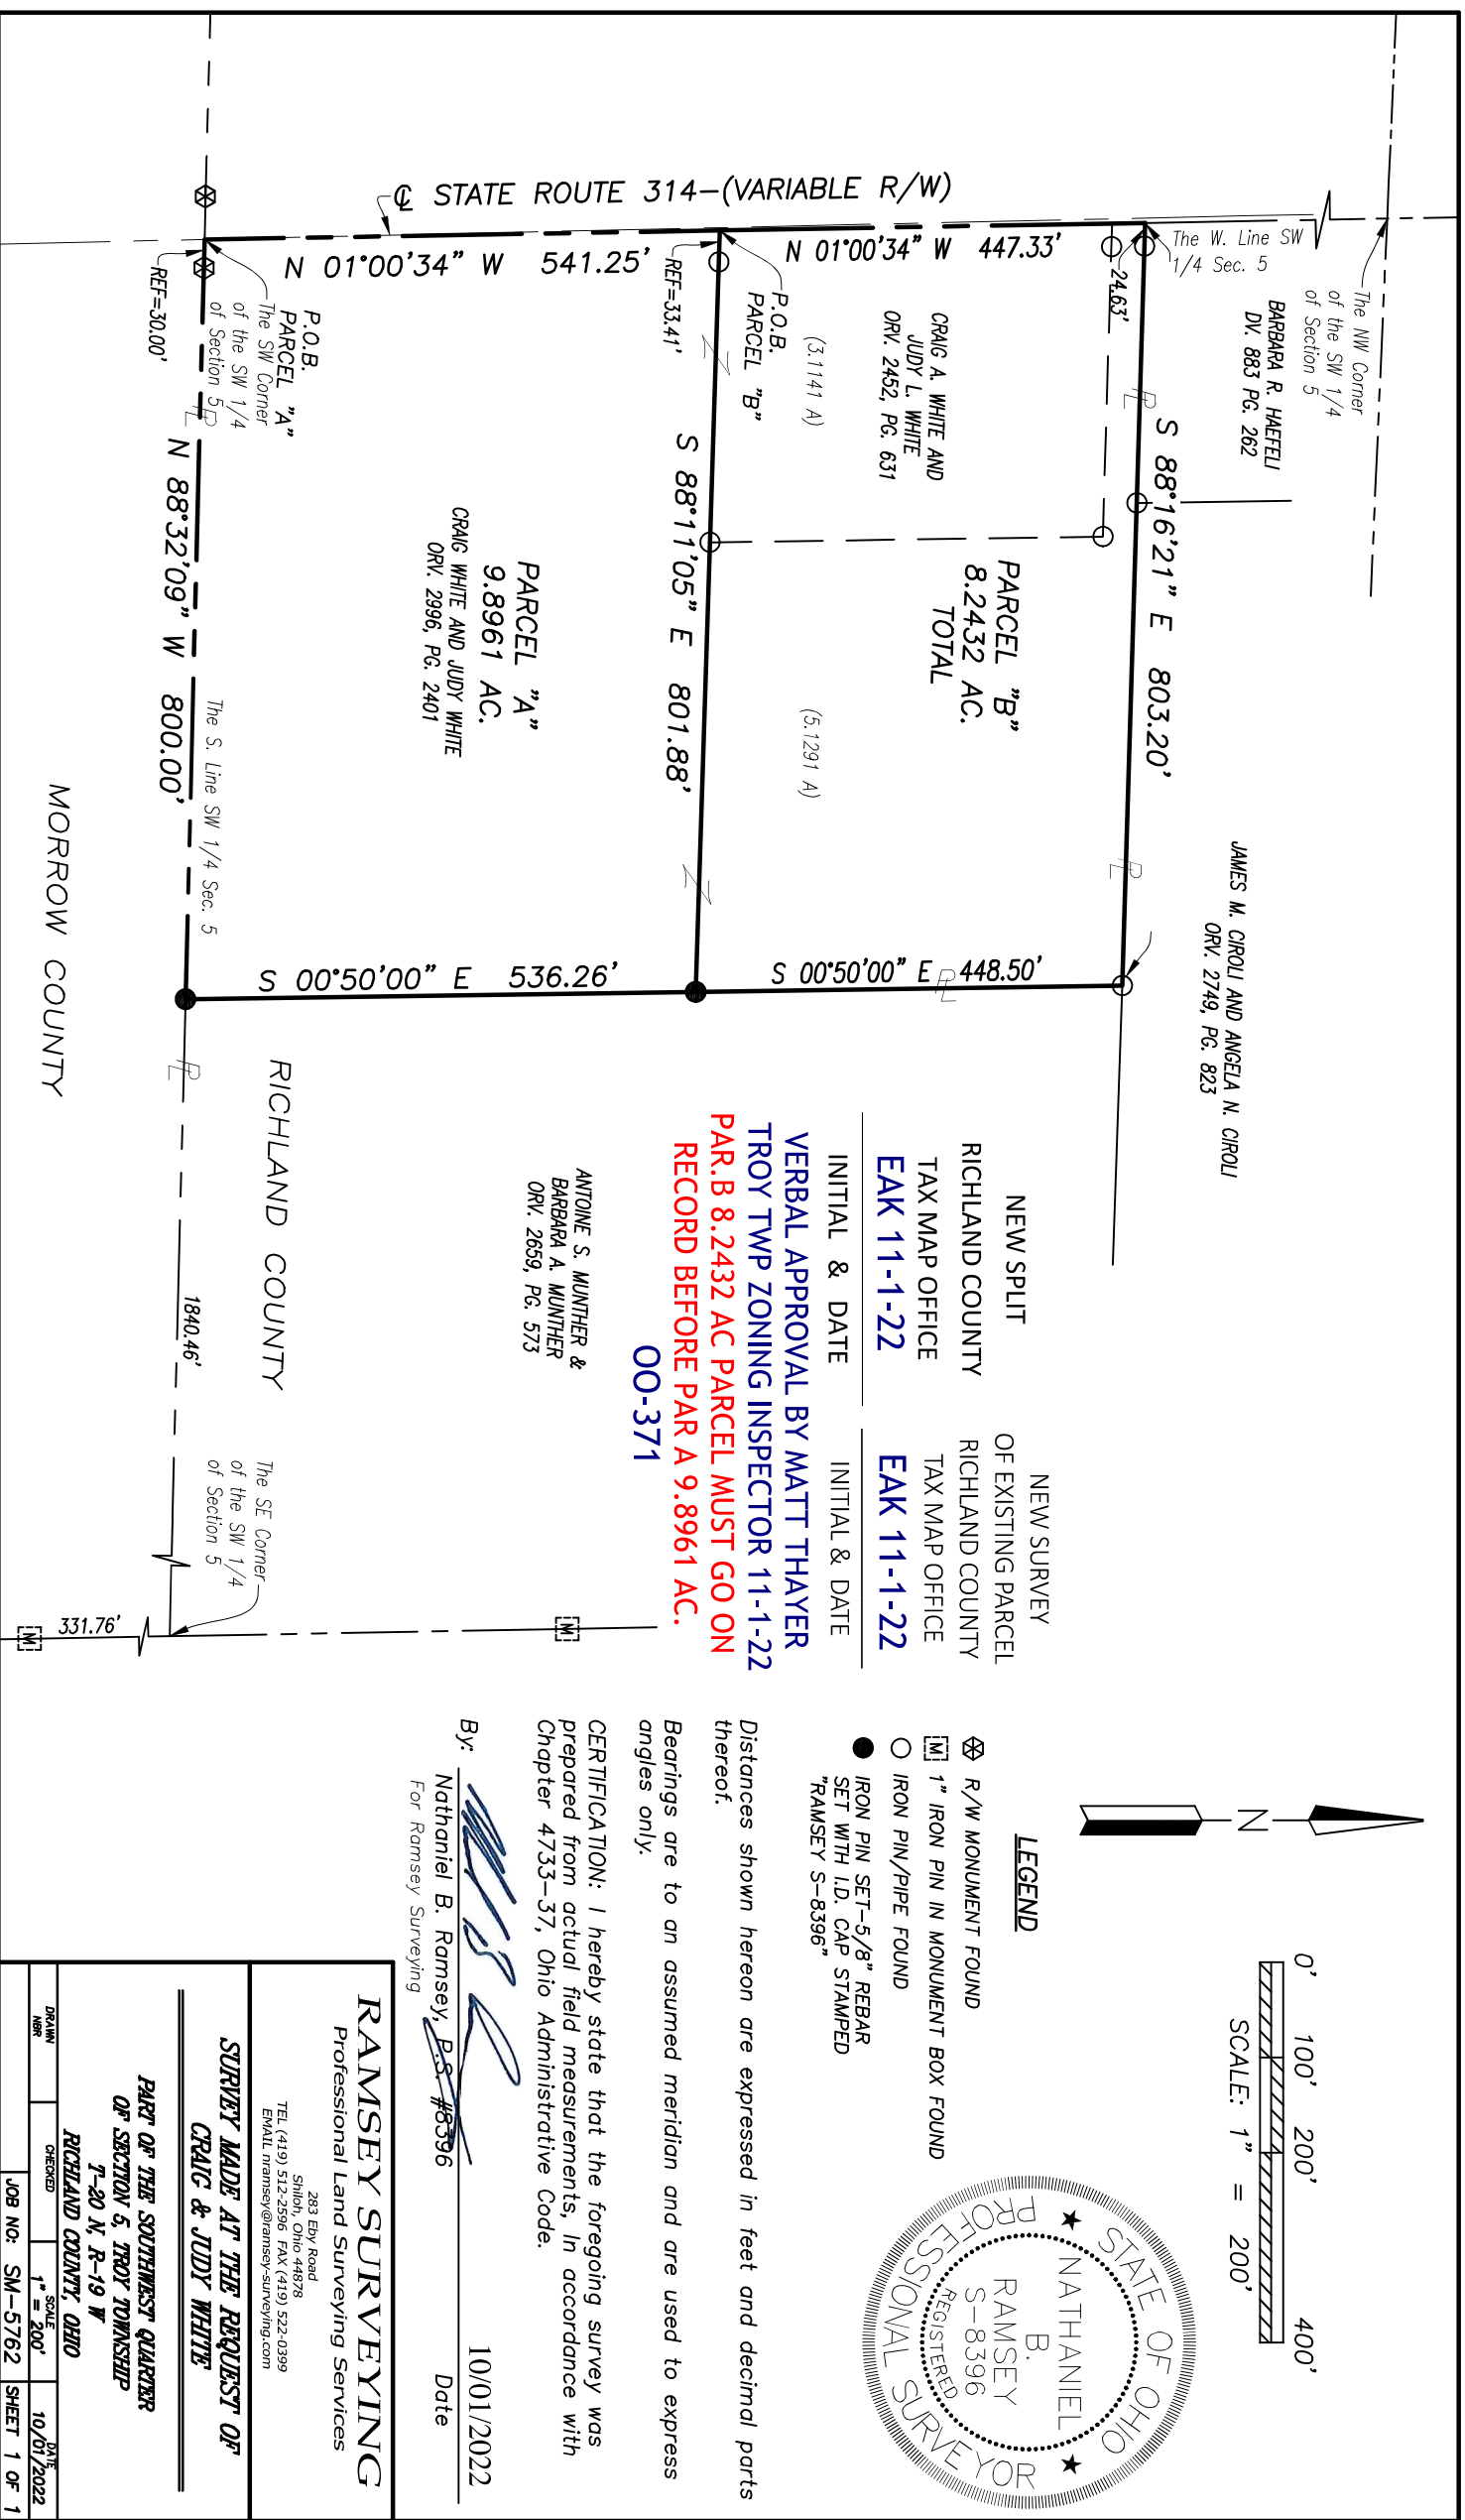 The NW Corner
of the SW 1/4
of Section 5
BARBARA R. HAEFELI
DV. 883 PG. 262
The W. Line SW
1/4 Sec. 5
JAMES M. CIROLI AND ANGELA N. CIROLI
ORV. 2749, PG. 823
S 88°16'21" E 803.20'
24.63'
℄ STATE ROUTE 314-(VARIABLE R/W)
N 01°00'34" W 447.33'
CRAIG A. WHITE AND
JUDY L. WHITE
ORV. 2452, PG. 631
(3.1141 A)
PARCEL "B"
8.2432 AC.
TOTAL
(5.1291 A)
S 00°50'00" E 448.50'
P.O.B.
PARCEL "B"
REF=33.41'
S 88°11'05" E 801.88'
N 01°00'34" W 541.25'
PARCEL "A"
9.8961 AC.
CRAIG WHITE AND JUDY WHITE
ORV. 2996, PG. 2401
S 00°50'00" E 536.26'
P.O.B.
PARCEL "A"
The SW Corner
of the SW 1/4
of Section 5
REF=30.00'
N 88°32'09" W 800.00'
The S. Line SW 1/4 Sec. 5
MORROW COUNTY
RICHLAND COUNTY
1840.46'
The SE Corner
of the SW 1/4
of Section 5
331.76'
ANTOINE S. MUNTHER &
BARBARA A. MUNTHER
ORV. 2659, PG. 573
NEW SPLIT
RICHLAND COUNTY
TAX MAP OFFICE
EAK 11-1-22
INITIAL & DATE
NEW SURVEY
OF EXISTING PARCEL
RICHLAND COUNTY
TAX MAP OFFICE
EAK 11-1-22
INITIAL & DATE
VERBAL APPROVAL BY MATT THAYER
TROY TWP ZONING INSPECTOR 11-1-22
PAR.B 8.2432 AC PARCEL MUST GO ON
RECORD BEFORE PAR A 9.8961 AC.
OO-371
N
0' 100' 200' 400'
SCALE: 1" = 200'
LEGEND
R/W MONUMENT FOUND
M 1" IRON PIN IN MONUMENT BOX FOUND
IRON PIN/PIPE FOUND
IRON PIN SET-5/8" REBAR
SET WITH I.D. CAP STAMPED
"RAMSEY S-8396"
STATE OF OHIO
NATHANIEL
B.
RAMSEY
S-8396
REGISTERED
PROFESSIONAL SURVEYOR
Distances shown hereon are expressed in feet and decimal parts
thereof.
Bearings are to an assumed meridian and are used to express
angles only.
CERTIFICATION: I hereby state that the foregoing survey was
prepared from actual field measurements, In accordance with
Chapter 4733-37, Ohio Administrative Code.
By:
10/01/2022
Nathaniel B. Ramsey, P.S. #8396
Date
For Ramsey Surveying
RAMSEY SURVEYING
Professional Land Surveying Services
283 Eby Road
Shiloh, Ohio 44878
TEL (419) 512-2596 FAX (419) 522-0399
EMAIL nramsey@ramsey-surveying.com
SURVEY MADE AT THE REQUEST OF
CRAIG & JUDY WHITE
PART OF THE SOUTHWEST QUARTER
OF SECTION 5, TROY TOWNSHIP
T-20 N, R-19 W
RICHLAND COUNTY, OHIO
DRAWN
NBR
CHECKED
SCALE
1" = 200'
DATE
10/01/2022
JOB NO: SM-5762
SHEET 1 OF 1